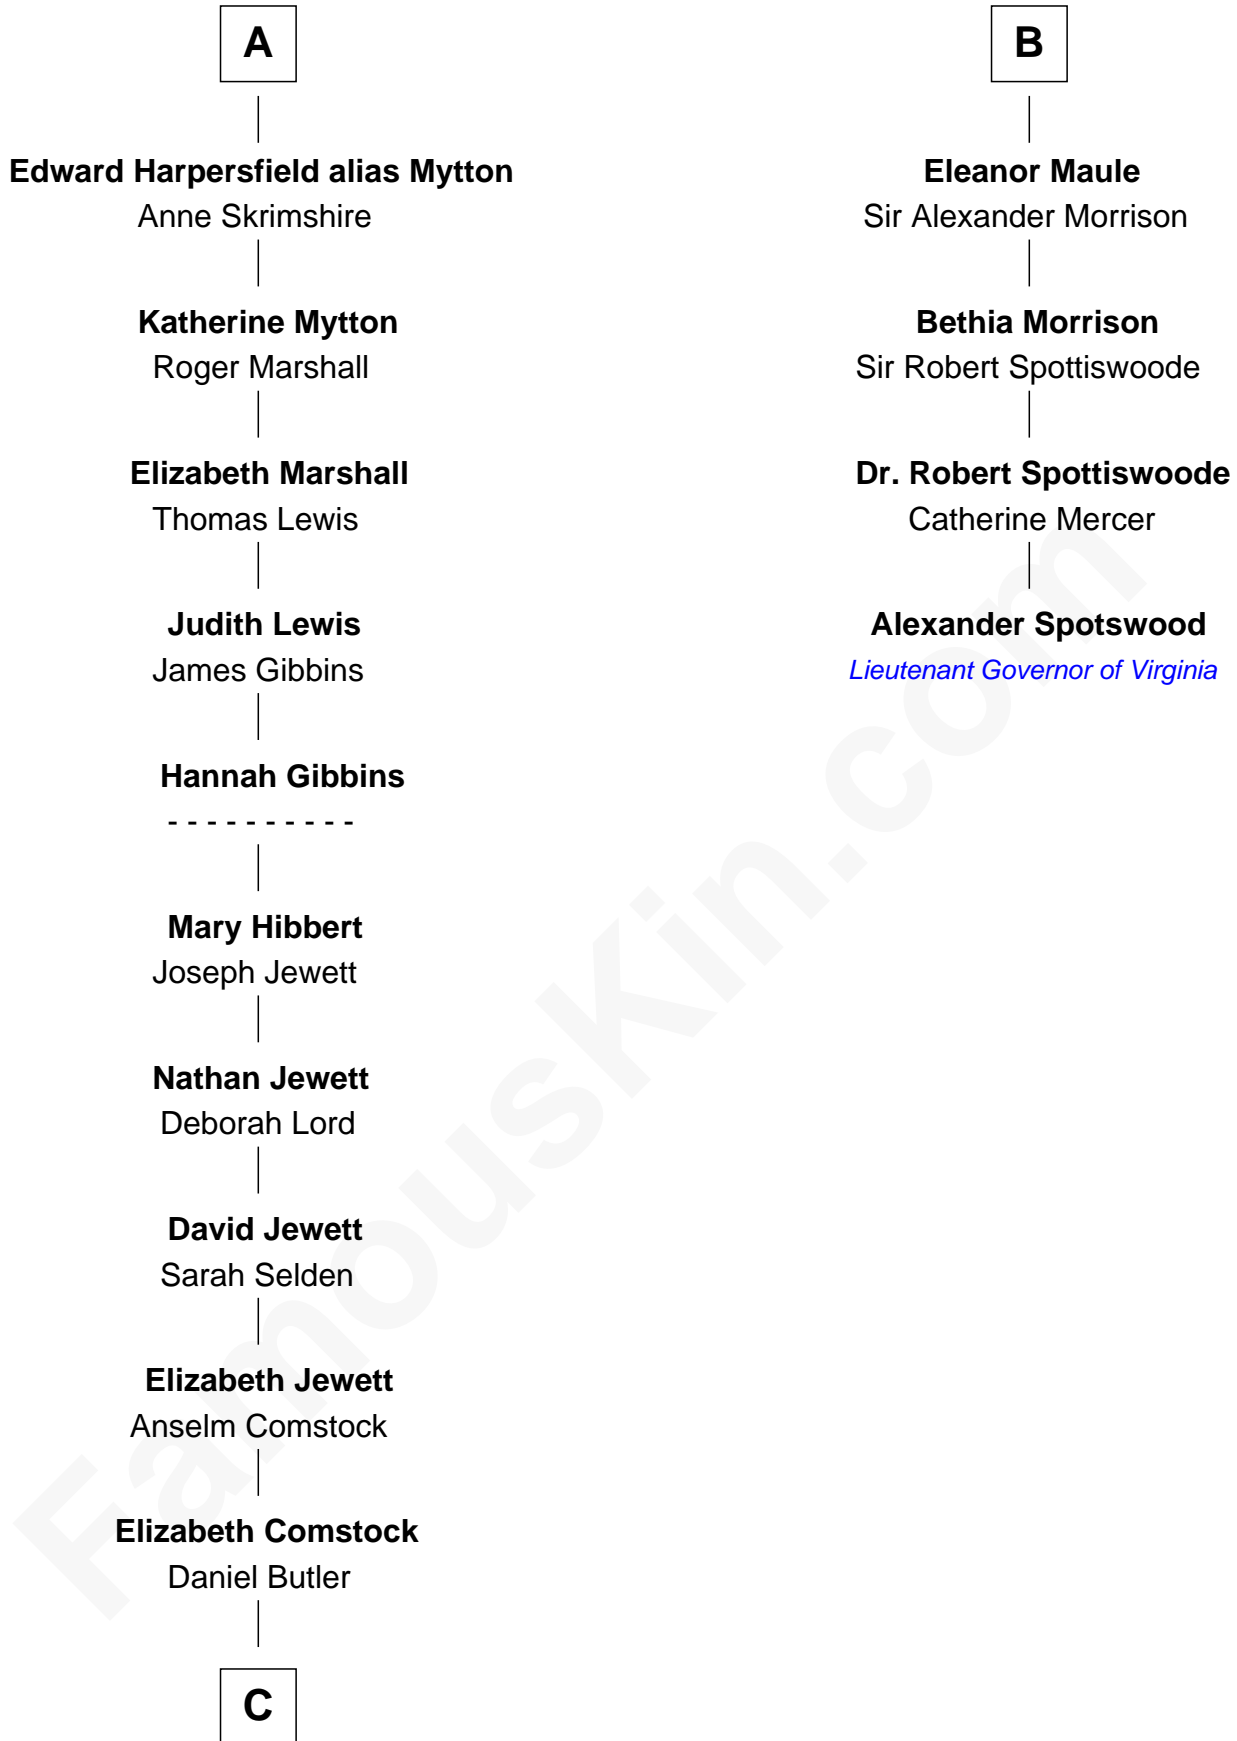 A
Edward Harpersfield alias Mytton
Anne Skrimshire
Katherine Mytton
Roger Marshall
Elizabeth Marshall
Thomas Lewis
Judith Lewis
James Gibbins
Hannah Gibbins
- - - - - - - - - -
Mary Hibbert
Joseph Jewett
Nathan Jewett
Deborah Lord
David Jewett
Sarah Selden
Elizabeth Jewett
Anselm Comstock
Elizabeth Comstock
Daniel Butler
C
B
Eleanor Maule
Sir Alexander Morrison
Bethia Morrison
Sir Robert Spottiswoode
Dr. Robert Spottiswoode
Catherine Mercer
Alexander Spotswood
Lieutenant Governor of Virginia
FamousKin.com